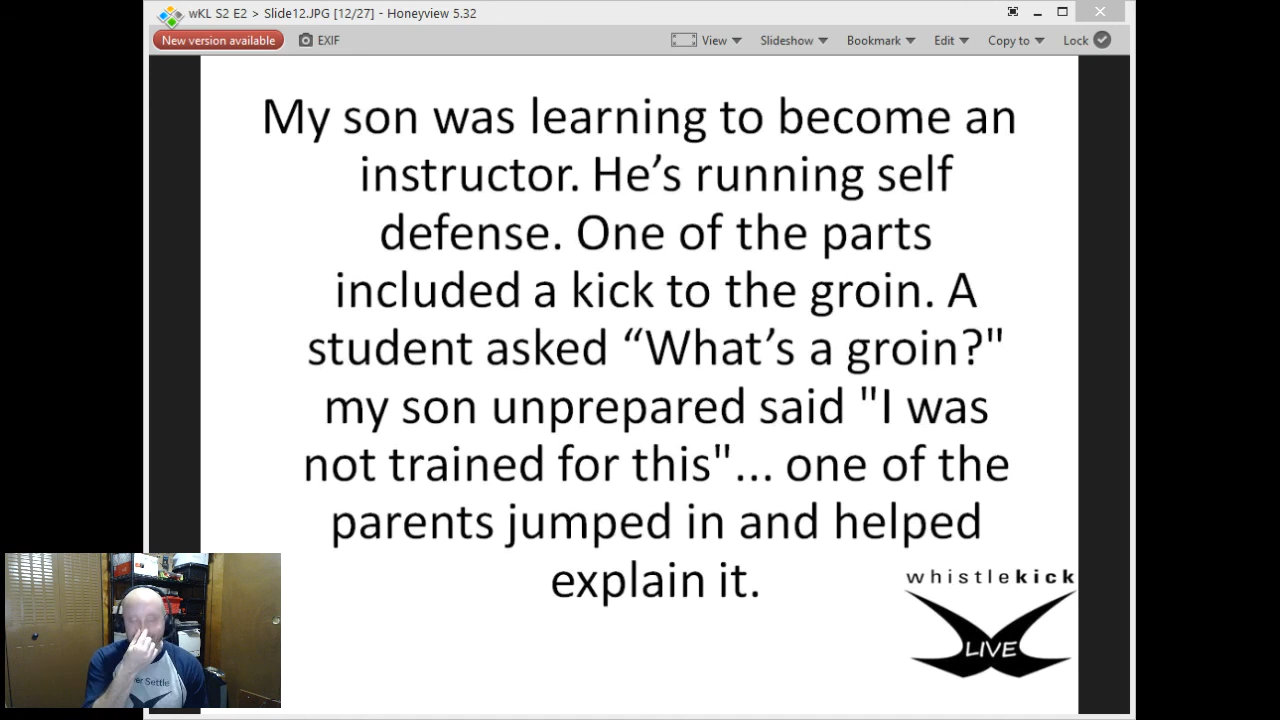 wKL S2 E2 > Slide12.JPG [12/27] - Honeyview 5.32
New version available EXIF View Slideshow Bookmark Edit Copy to Lock
My son was learning to become an
instructor. He’s running self
defense. One of the parts
included a kick to the groin. A
student asked “What’s a groin?"
my son unprepared said "I was
not trained for this"... one of the
parents jumped in and helped
explain it.
whistlekick
LIVE
er Settle